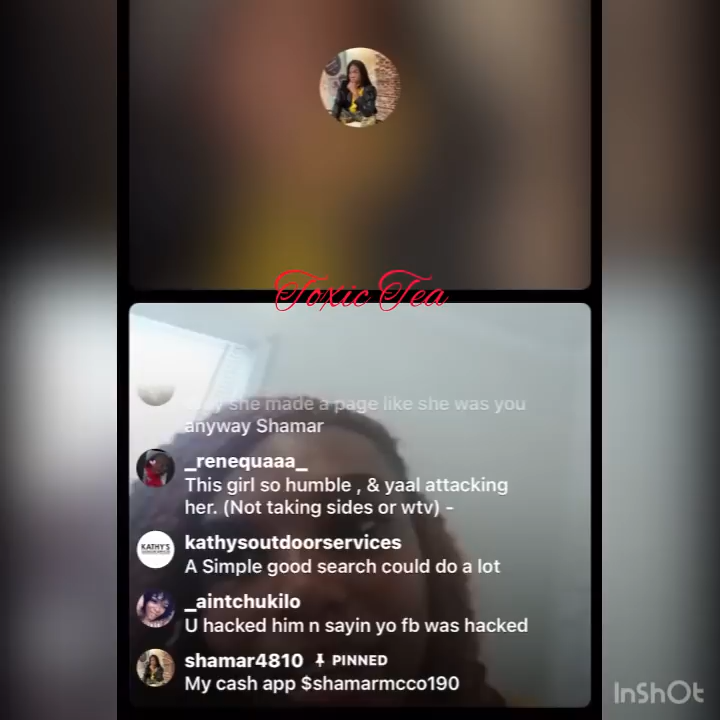 Toxic Tea
she made a page like she was you
anyway Shamar
_renequaaa_
This girl so humble , & yaal attacking
her. (Not taking sides or wtv) -
KATHY'S
kathysoutdoorservices
A Simple good search could do a lot
_aintchukilo
U hacked him n sayin yo fb was hacked
shamar4810 PINNED
My cash app $shamarmcco190
InShOt